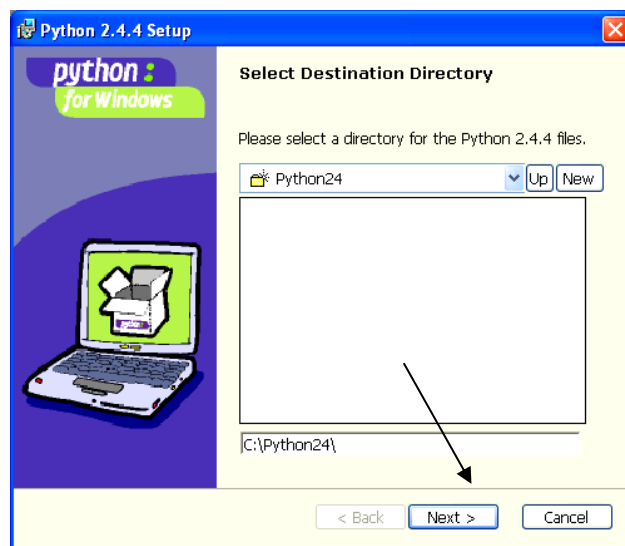 Python 2.4.4 Setup
python :
for Windows
Select Destination Directory
Please select a directory for the Python 2.4.4 files.
Python24
Up New
C:\Python24\
< Back Next > Cancel